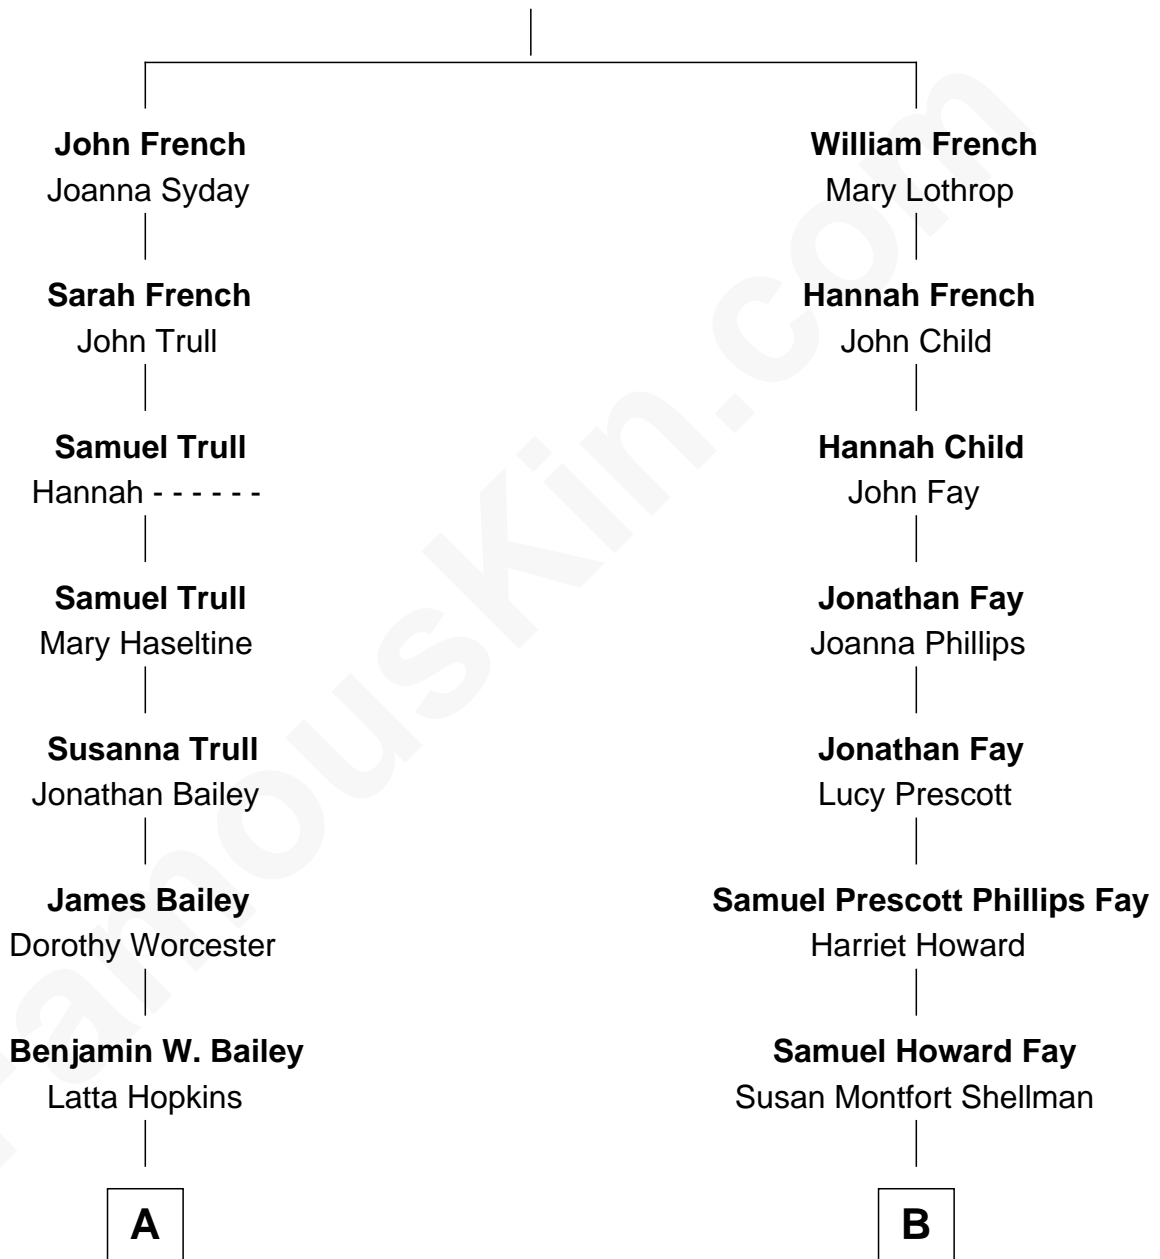 John French
Joanna Syday
William French
Mary Lothrop
Sarah French
John Trull
Hannah French
John Child
Samuel Trull
Hannah - - - - - -
Hannah Child
John Fay
Samuel Trull
Mary Haseltine
Jonathan Fay
Joanna Phillips
Susanna Trull
Jonathan Bailey
Jonathan Fay
Lucy Prescott
James Bailey
Dorothy Worcester
Samuel Prescott Phillips Fay
Harriet Howard
Benjamin W. Bailey
Latta Hopkins
Samuel Howard Fay
Susan Montfort Shellman
A
B
FamousKin.com